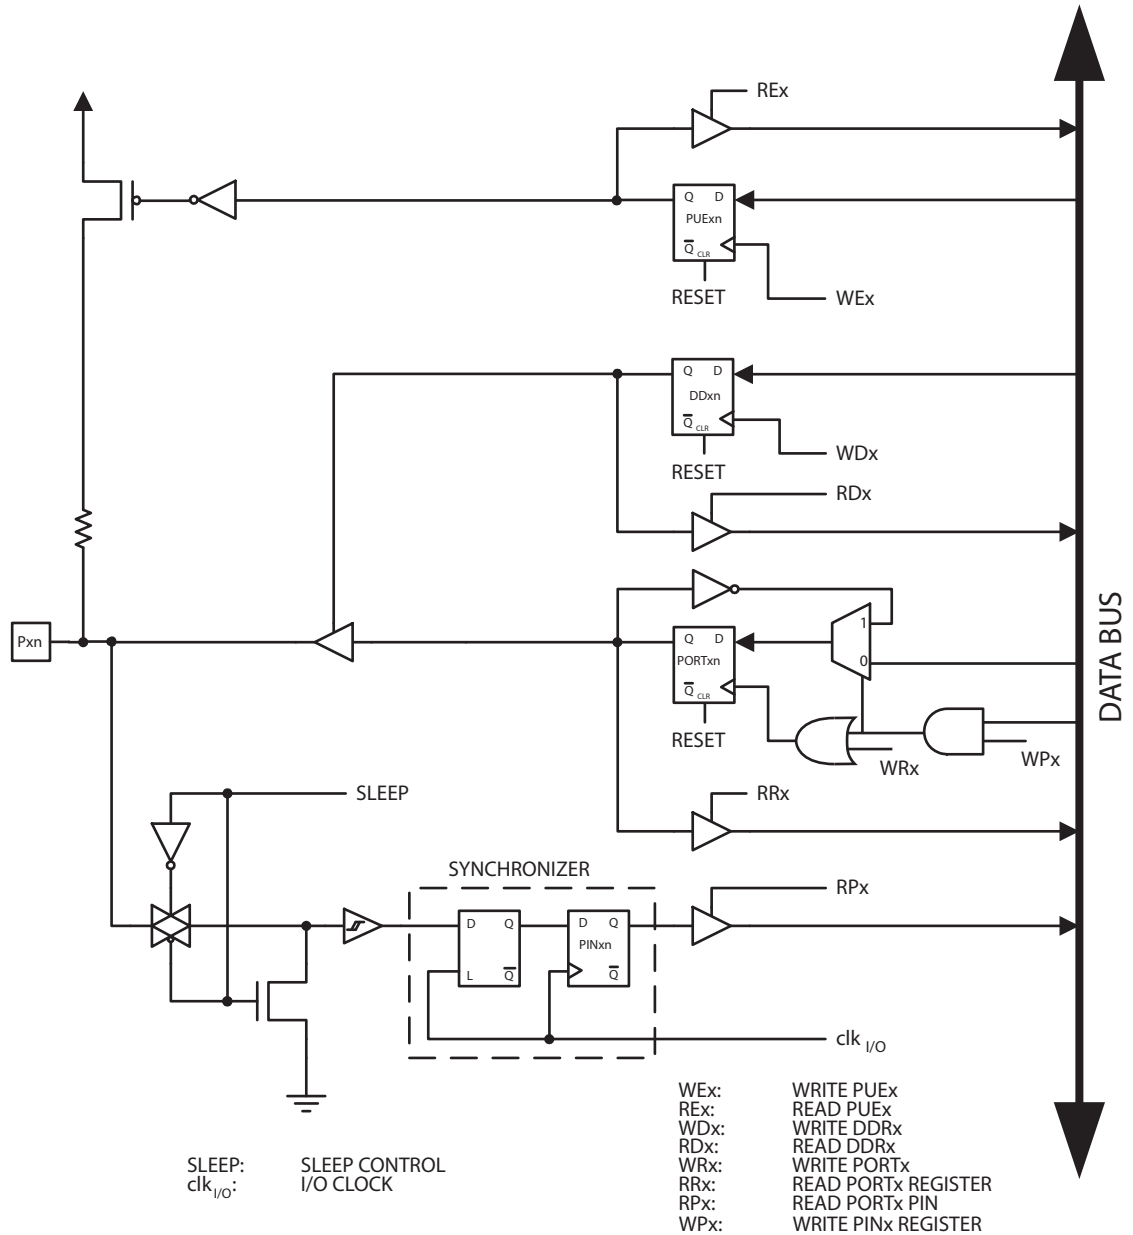 REx
Q D
PUExn
Q CLR
RESET
WEx
Q D
DDxn
Q CLR
RESET
WDx
RDx
Pxn
1
Q D
PORTxn
0
Q CLR
RESET
WRx
WPx
DATA BUS
SLEEP
RRx
SYNCHRONIZER
RPx
D Q
L Q
D Q
PINxn
Q
clk I/O
WEx: WRITE PUEx
REx: READ PUEx
WDx: WRITE DDRx
RDx: READ DDRx
WRx: WRITE PORTx
RRx: READ PORTx REGISTER
RPx: READ PORTx PIN
WPx: WRITE PINx REGISTER
SLEEP: SLEEP CONTROL
clk I/O: I/O CLOCK